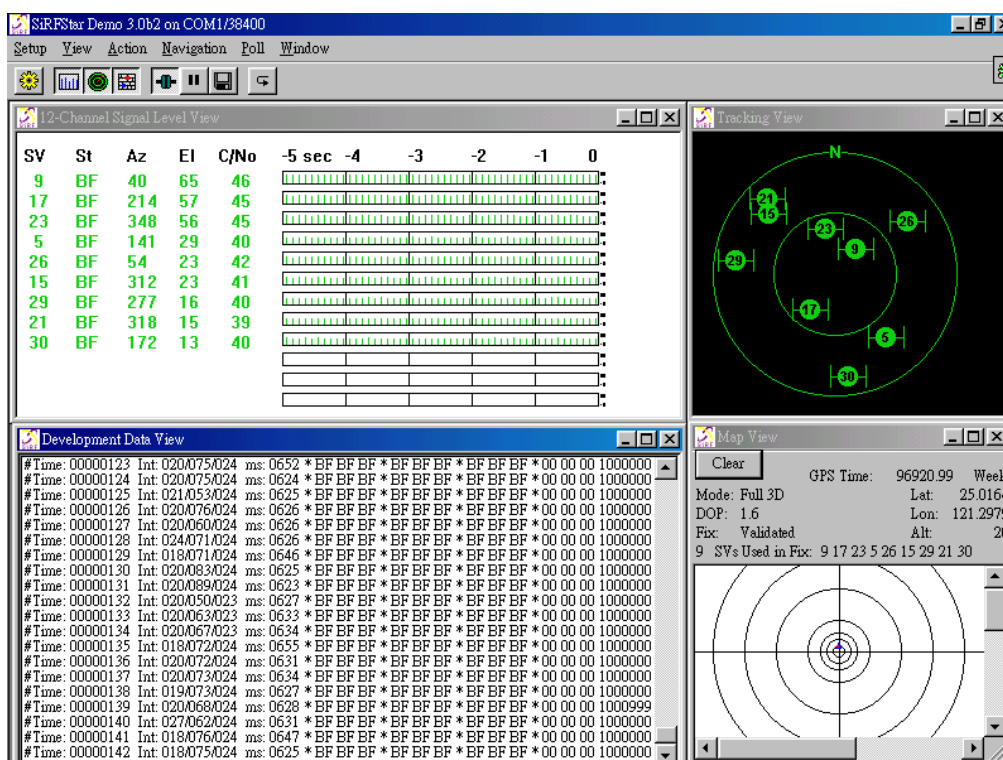 SiRFStar Demo 3.0b2 on COM1/38400
Setup View Action Navigation Poll Window
12-Channel Signal Level View
SV St Az El C/No -5 sec -4 -3 -2 -1 0
9 BF 40 65 46
17 BF 214 57 45
23 BF 348 56 45
5 BF 141 29 40
26 BF 54 23 42
15 BF 312 23 41
29 BF 277 16 40
21 BF 318 15 39
30 BF 172 13 40
Tracking View
N
21
15
26
23
9
29
17
5
30
Development Data View
#Time: 00000123 Int: 020/075/024 ms: 0652 * BF BF BF * BF BF BF * BF BF BF * 00 00 00 1000000
#Time: 00000124 Int: 020/075/024 ms: 0624 * BF BF BF * BF BF BF * BF BF BF * 00 00 00 1000000
#Time: 00000125 Int: 021/053/024 ms: 0625 * BF BF BF * BF BF BF * BF BF BF * 00 00 00 1000000
#Time: 00000126 Int: 020/076/024 ms: 0626 * BF BF BF * BF BF BF * BF BF BF * 00 00 00 1000000
#Time: 00000127 Int: 020/060/024 ms: 0626 * BF BF BF * BF BF BF * BF BF BF * 00 00 00 1000000
#Time: 00000128 Int: 024/071/024 ms: 0626 * BF BF BF * BF BF BF * BF BF BF * 00 00 00 1000000
#Time: 00000129 Int: 018/071/024 ms: 0646 * BF BF BF * BF BF BF * BF BF BF * 00 00 00 1000000
#Time: 00000130 Int: 020/083/024 ms: 0625 * BF BF BF * BF BF BF * BF BF BF * 00 00 00 1000000
#Time: 00000131 Int: 020/089/024 ms: 0623 * BF BF BF * BF BF BF * BF BF BF * 00 00 00 1000000
#Time: 00000132 Int: 020/050/023 ms: 0627 * BF BF BF * BF BF BF * BF BF BF * 00 00 00 1000000
#Time: 00000133 Int: 020/063/023 ms: 0633 * BF BF BF * BF BF BF * BF BF BF * 00 00 00 1000000
#Time: 00000134 Int: 020/067/023 ms: 0634 * BF BF BF * BF BF BF * BF BF BF * 00 00 00 1000000
#Time: 00000135 Int: 018/072/024 ms: 0655 * BF BF BF * BF BF BF * BF BF BF * 00 00 00 1000000
#Time: 00000136 Int: 020/072/024 ms: 0631 * BF BF BF * BF BF BF * BF BF BF * 00 00 00 1000000
#Time: 00000137 Int: 020/073/024 ms: 0634 * BF BF BF * BF BF BF * BF BF BF * 00 00 00 1000000
#Time: 00000138 Int: 019/073/024 ms: 0627 * BF BF BF * BF BF BF * BF BF BF * 00 00 00 1000000
#Time: 00000139 Int: 020/068/024 ms: 0628 * BF BF BF * BF BF BF * BF BF BF * 00 00 00 1000999
#Time: 00000140 Int: 027/062/024 ms: 0631 * BF BF BF * BF BF BF * BF BF BF * 00 00 00 1000000
#Time: 00000141 Int: 018/076/024 ms: 0647 * BF BF BF * BF BF BF * BF BF BF * 00 00 00 1000000
#Time: 00000142 Int: 018/075/024 ms: 0625 * BF BF BF * BF BF BF * BF BF BF * 00 00 00 1000000
Map View
Clear
GPS Time: 96920.99 Week
Mode: Full 3D Lat: 25.0164
DOP: 1.6 Lon: 121.2979
Fix: Validated Alt: 20
9 SVs Used in Fix: 9 17 23 5 26 15 29 21 30